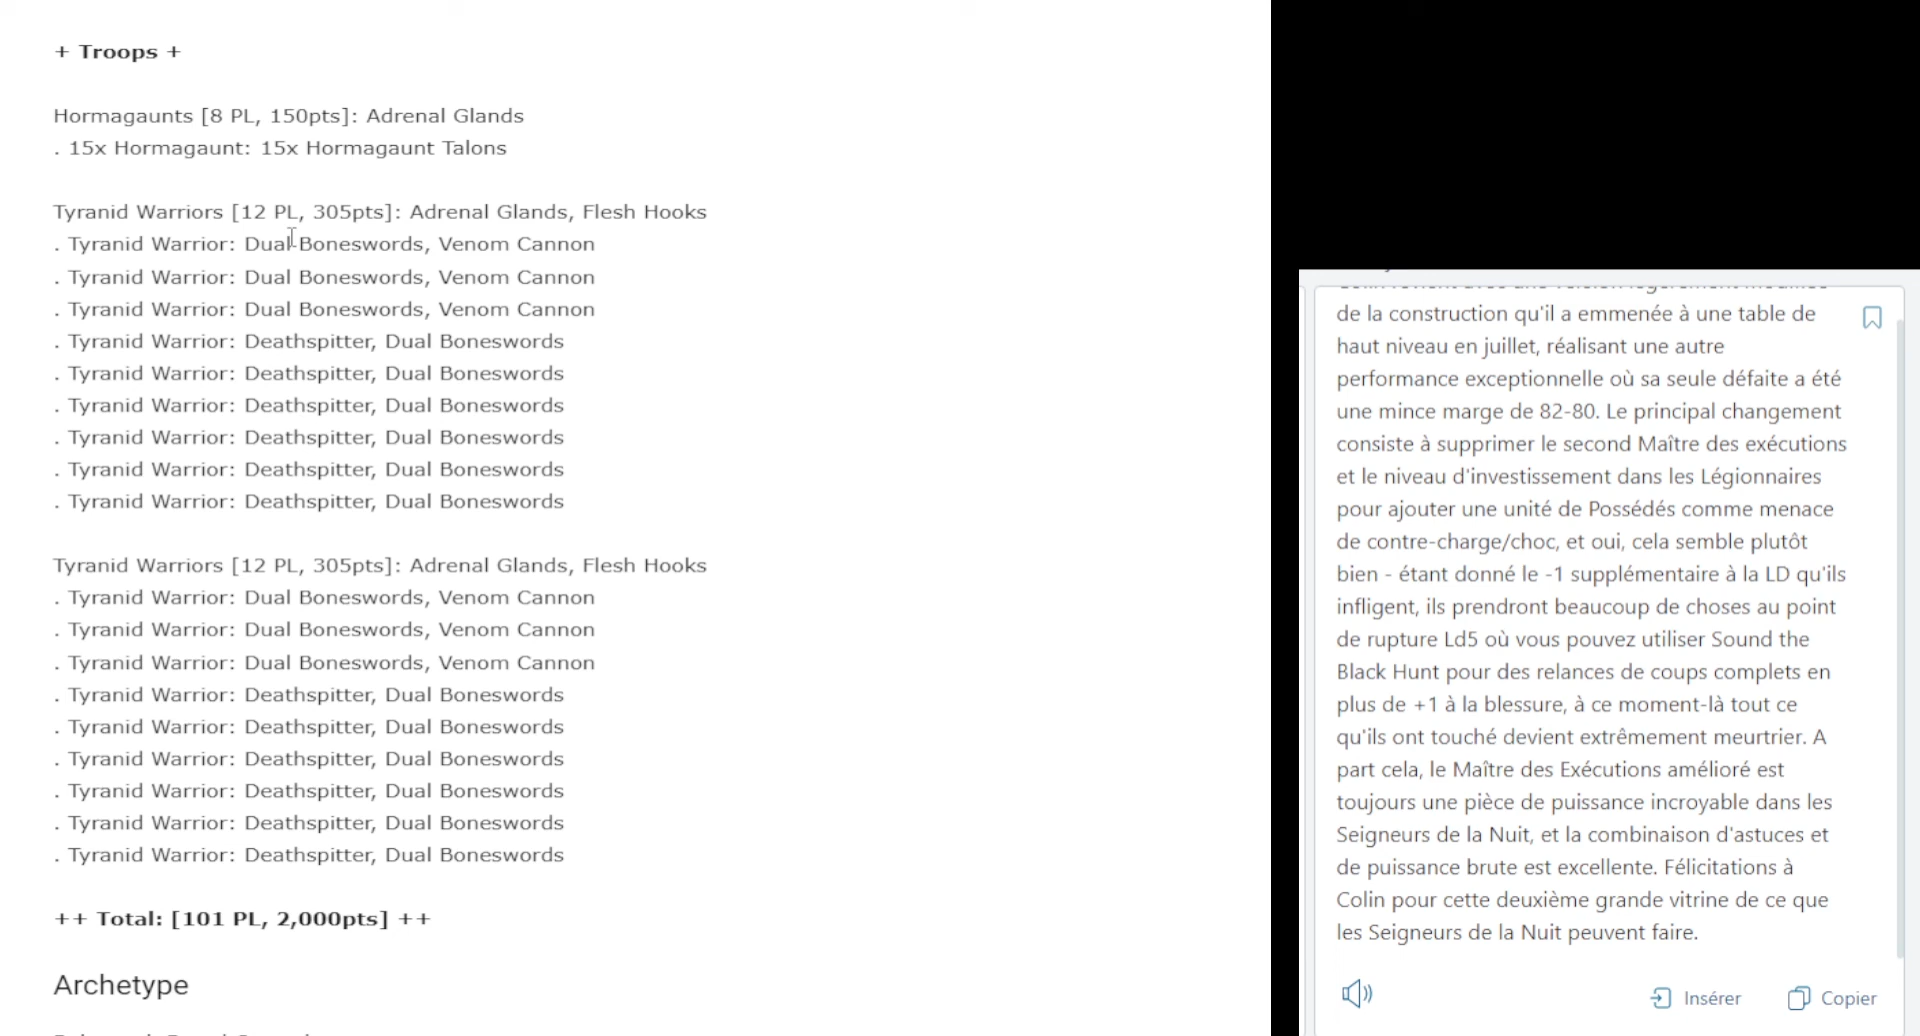 + Troops +
Hormagaunts [8 PL, 150pts]: Adrenal Glands
. 15x Hormagaunt: 15x Hormagaunt Talons
Tyranid Warriors [12 PL, 305pts]: Adrenal Glands, Flesh Hooks
. Tyranid Warrior: Dual Boneswords, Venom Cannon
. Tyranid Warrior: Dual Boneswords, Venom Cannon
. Tyranid Warrior: Dual Boneswords, Venom Cannon
. Tyranid Warrior: Deathspitter, Dual Boneswords
. Tyranid Warrior: Deathspitter, Dual Boneswords
. Tyranid Warrior: Deathspitter, Dual Boneswords
. Tyranid Warrior: Deathspitter, Dual Boneswords
. Tyranid Warrior: Deathspitter, Dual Boneswords
. Tyranid Warrior: Deathspitter, Dual Boneswords
Tyranid Warriors [12 PL, 305pts]: Adrenal Glands, Flesh Hooks
. Tyranid Warrior: Dual Boneswords, Venom Cannon
. Tyranid Warrior: Dual Boneswords, Venom Cannon
. Tyranid Warrior: Dual Boneswords, Venom Cannon
. Tyranid Warrior: Deathspitter, Dual Boneswords
. Tyranid Warrior: Deathspitter, Dual Boneswords
. Tyranid Warrior: Deathspitter, Dual Boneswords
. Tyranid Warrior: Deathspitter, Dual Boneswords
. Tyranid Warrior: Deathspitter, Dual Boneswords
. Tyranid Warrior: Deathspitter, Dual Boneswords
++ Total: [101 PL, 2,000pts] ++
Archetype
de la construction qu'il a emmenée à une table de
haut niveau en juillet, réalisant une autre
performance exceptionnelle où sa seule défaite a été
une mince marge de 82-80. Le principal changement
consiste à supprimer le second Maître des exécutions
et le niveau d'investissement dans les Légionnaires
pour ajouter une unité de Possédés comme menace
de contre-charge/choc, et oui, cela semble plutôt
bien - étant donné le -1 supplémentaire à la LD qu'ils
infligent, ils prendront beaucoup de choses au point
de rupture Ld5 où vous pouvez utiliser Sound the
Black Hunt pour des relances de coups complets en
plus de +1 à la blessure, à ce moment-là tout ce
qu'ils ont touché devient extrêmement meurtrier. A
part cela, le Maître des Exécutions amélioré est
toujours une pièce de puissance incroyable dans les
Seigneurs de la Nuit, et la combinaison d'astuces et
de puissance brute est excellente. Félicitations à
Colin pour cette deuxième grande vitrine de ce que
les Seigneurs de la Nuit peuvent faire.
Insérer
Copier